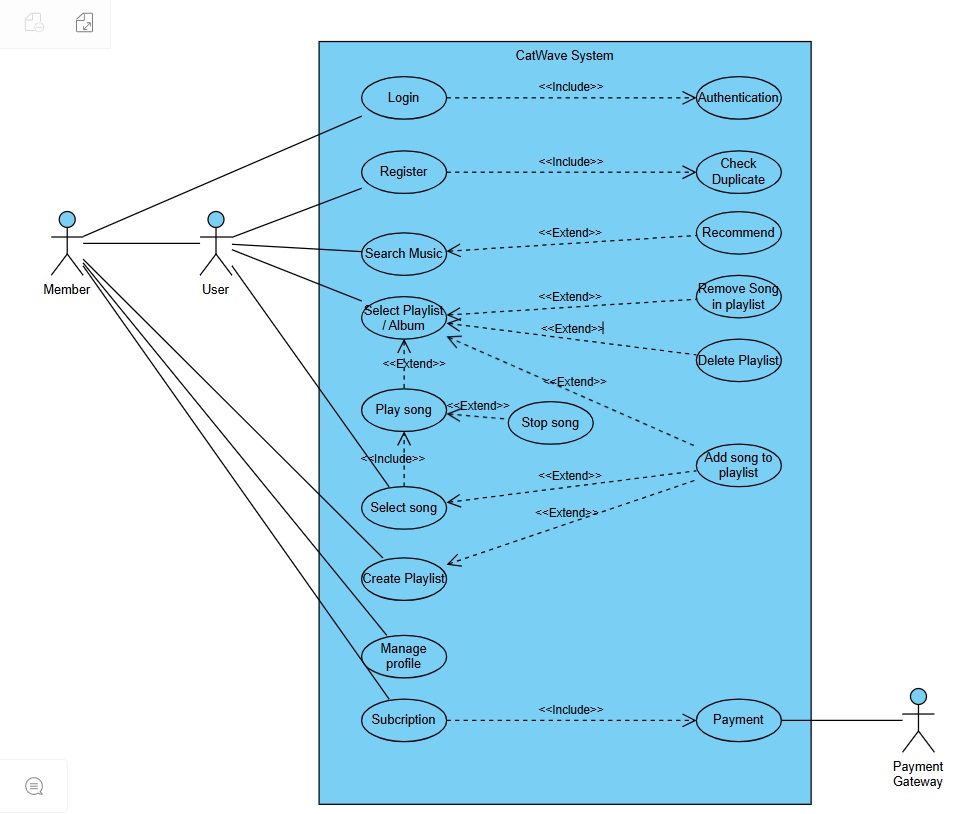 CatWave System
Login
<<Include>>
Authentication
Register
<<Include>>
Check
Duplicate
Search Music
<<Extend>>
Recommend
Member
User
Select Playlist
/ Album
<<Extend>>
Remove Song
in playlist
<<Extend>>
Delete Playlist
<<Extend>>
<<Extend>>
Play song
<<Extend>>
Stop song
<<Include>>
Add song to
playlist
<<Extend>>
Select song
<<Extend>>
Create Playlist
Manage
profile
Subcription
<<Include>>
Payment
Payment
Gateway